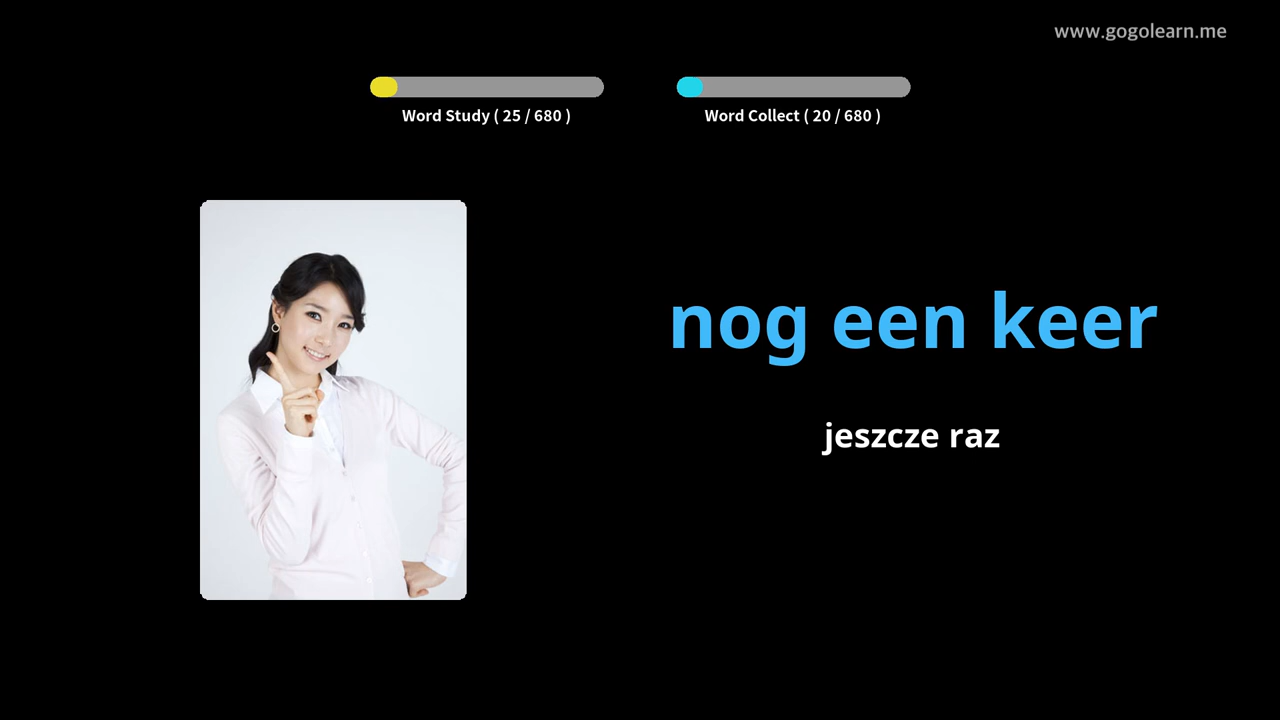 www.gogolearn.me
Word Study ( 25 / 680 )
Word Collect ( 20 / 680 )
nog een keer
jeszcze raz